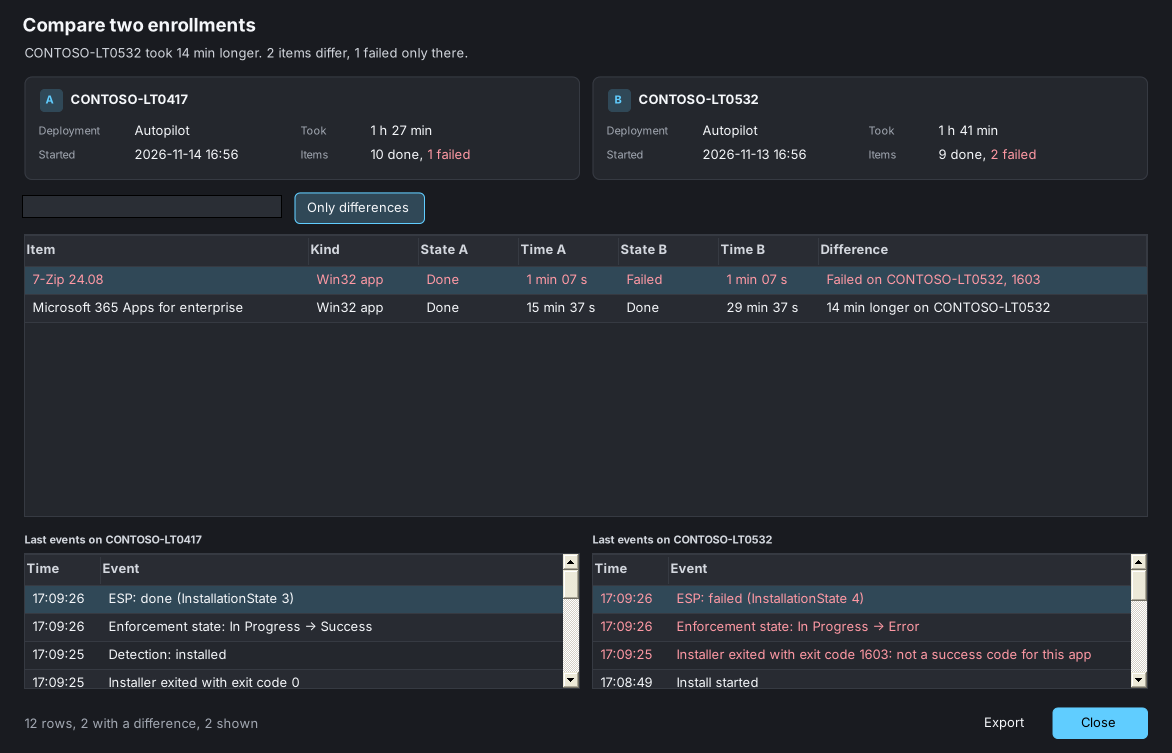 Compare two enrollments
CONTOSO-LT0532 took 14 min longer. 2 items differ, 1 failed only there.
A CONTOSO-LT0417
Deployment Autopilot Took 1 h 27 min
Started 2026-11-14 16:56 Items 10 done, 1 failed
B CONTOSO-LT0532
Deployment Autopilot Took 1 h 41 min
Started 2026-11-13 16:56 Items 9 done, 2 failed
Only differences
Item Kind State A Time A State B Time B Difference
7-Zip 24.08 Win32 app Done 1 min 07 s Failed 1 min 07 s Failed on CONTOSO-LT0532, 1603
Microsoft 365 Apps for enterprise Win32 app Done 15 min 37 s Done 29 min 37 s 14 min longer on CONTOSO-LT0532
Last events on CONTOSO-LT0417
Time Event
17:09:26 ESP: done (InstallationState 3)
17:09:26 Enforcement state: In Progress → Success
17:09:25 Detection: installed
17:09:25 Installer exited with exit code 0
Last events on CONTOSO-LT0532
Time Event
17:09:26 ESP: failed (InstallationState 4)
17:09:26 Enforcement state: In Progress → Error
17:09:25 Installer exited with exit code 1603: not a success code for this app
17:08:49 Install started
12 rows, 2 with a difference, 2 shown
Export
Close